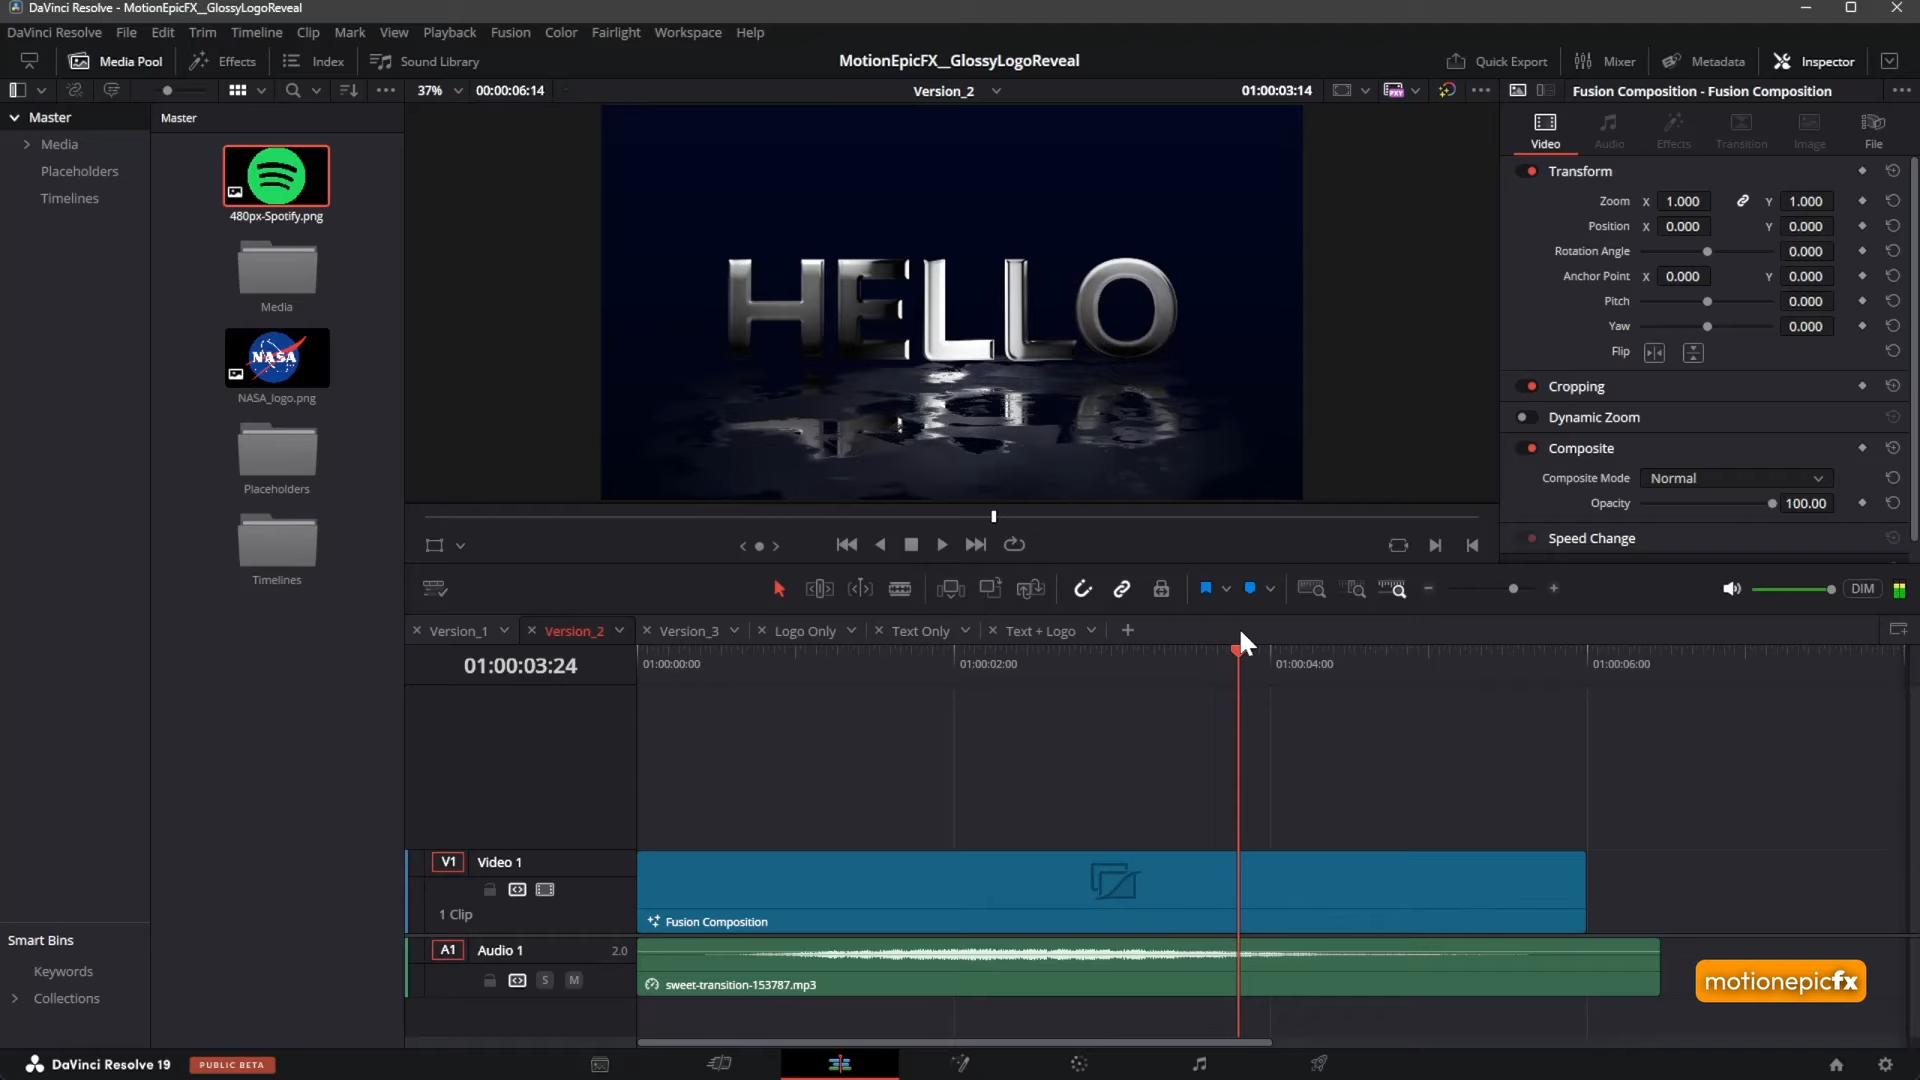 DaVinci Resolve - MotionEpicFX__GlossyLogoReveal
DaVinci Resolve File Edit Trim Timeline Clip Mark View Playback Fusion Color Fairlight Workspace Help
Media Pool Effects Index Sound Library MotionEpicFX__GlossyLogoReveal Quick Export Mixer Metadata Inspector
37% 00:00:06:14 Version_2 01:00:03:14 Fusion Composition - Fusion Composition
Master
Media
Placeholders
Timelines
Master
480px-Spotify.png
Media
NASA
NASA_logo.png
Placeholders
Timelines
HELLO
Video Audio Effects Transition Image File
Transform
Zoom X 1.000 Y 1.000
Position X 0.000 Y 0.000
Rotation Angle 0.000
Anchor Point X 0.000 Y 0.000
Pitch 0.000
Yaw 0.000
Flip
Cropping
Dynamic Zoom
Composite
Composite Mode Normal
Opacity 100.00
Speed Change
DIM
Version_1 Version_2 Version_3 Logo Only Text Only Text + Logo
01:00:03:24 01:00:00:00 01:00:02:00 01:00:04:00 01:00:06:00
V1 Video 1
1 Clip
Fusion Composition
A1 Audio 1 2.0
S M
sweet-transition-153787.mp3
Smart Bins
Keywords
Collections
motionepicfx
DaVinci Resolve 19 PUBLIC BETA